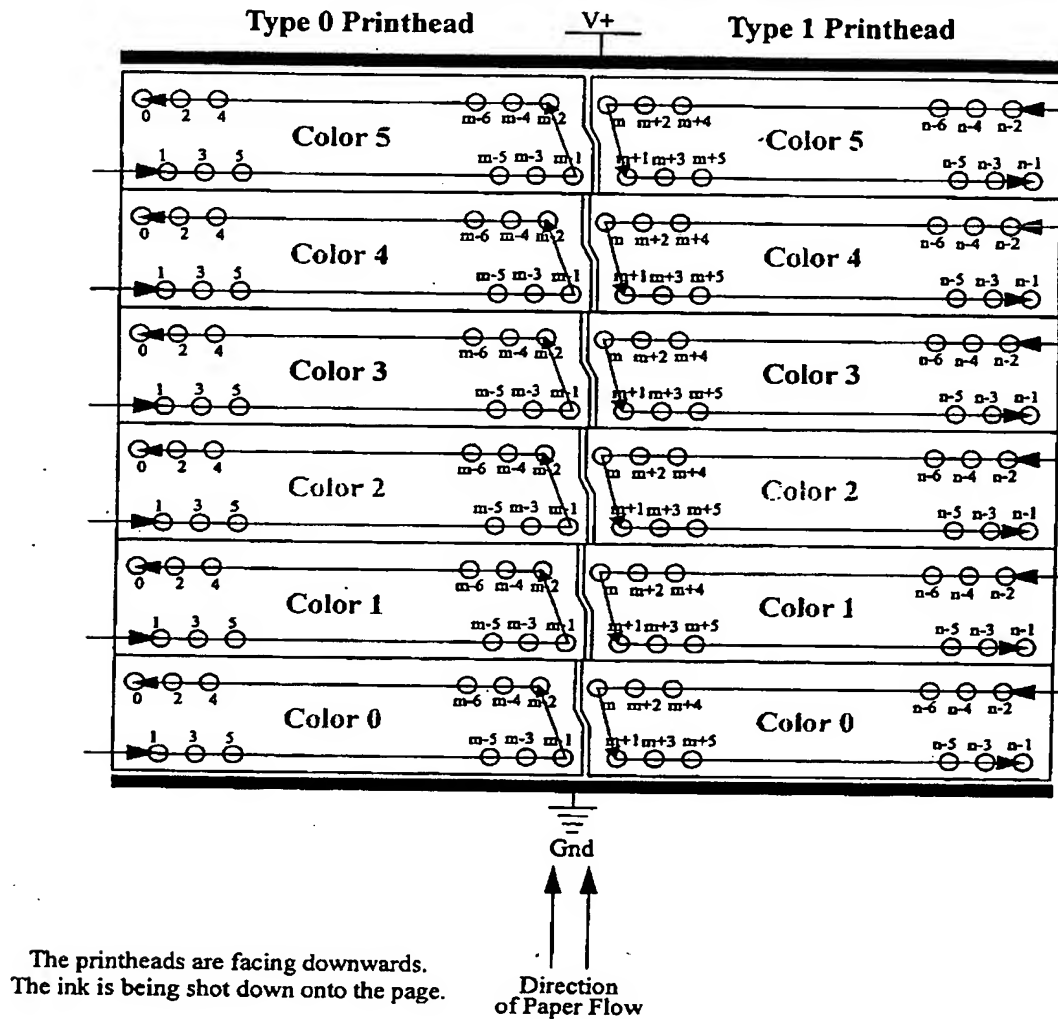 Type 0 Printhead V+ Type 1 Printhead
0 2 4 m-6 m-4 m-2 m m+2 m+4 n-6 n-4 n-2
Color 5 Color 5
1 3 5 m-5 m-3 m-1 m+1 m+3 m+5 n-5 n-3 n-1
0 2 4 m-6 m-4 m-2 m m+2 m+4 n-6 n-4 n-2
Color 4 Color 4
1 3 5 m-5 m-3 m-1 m+1 m+3 m+5 n-5 n-3 n-1
0 2 4 m-6 m-4 m-2 m m+2 m+4 n-6 n-4 n-2
Color 3 Color 3
1 3 5 m-5 m-3 m-1 m+1 m+3 m+5 n-5 n-3 n-1
0 2 4 m-6 m-4 m-2 m m+2 m+4 n-6 n-4 n-2
Color 2 Color 2
1 3 5 m-5 m-3 m-1 m+1 m+3 m+5 n-5 n-3 n-1
0 2 4 m-6 m-4 m-2 m m+2 m+4 n-6 n-4 n-2
Color 1 Color 1
1 3 5 m-5 m-3 m-1 m+1 m+3 m+5 n-5 n-3 n-1
0 2 4 m-6 m-4 m-2 m m+2 m+4 n-6 n-4 n-2
Color 0 Color 0
1 3 5 m-5 m-3 m-1 m+1 m+3 m+5 n-5 n-3 n-1
Gnd
The printheads are facing downwards.
The ink is being shot down onto the page.
Direction
of Paper Flow